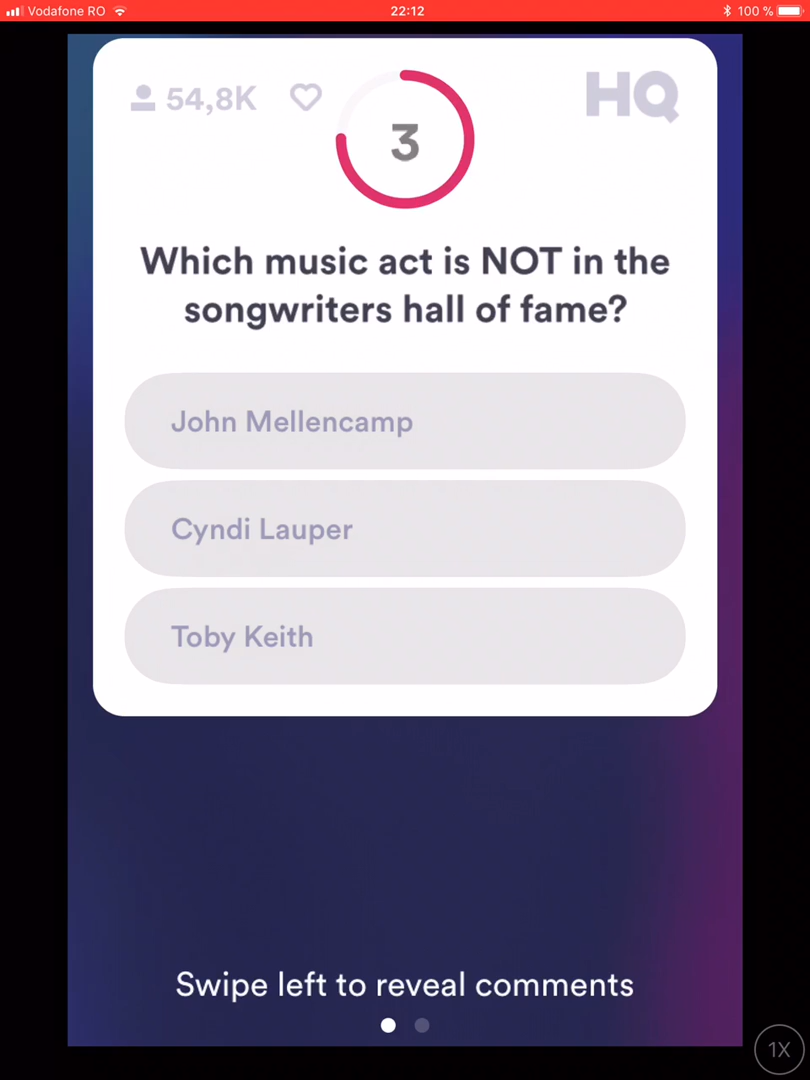 Vodafone RO 22:12 100 %
54,8K 3 HQ
Which music act is NOT in the
songwriters hall of fame?
John Mellencamp
Cyndi Lauper
Toby Keith
Swipe left to reveal comments
1X